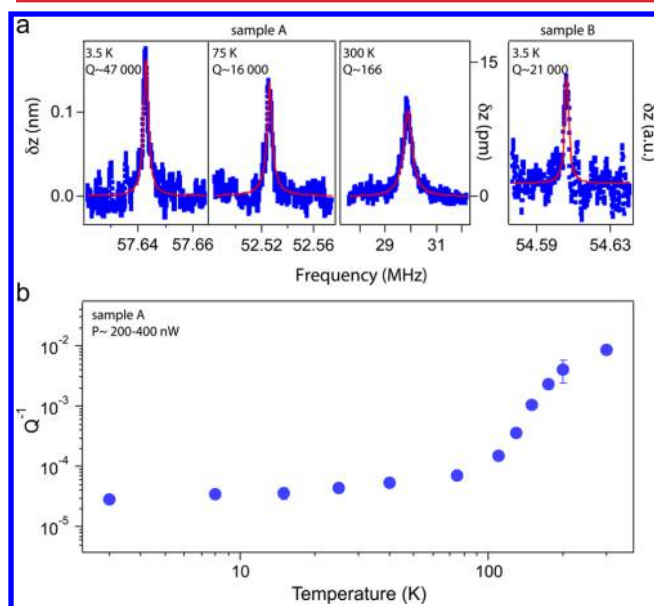 a
sample A
sample B
3.5 K
Q~47 000
75 K
Q~16 000
300 K
Q~166
3.5 K
Q~21 000
δz (nm)
0.1
0.0
δz (pm)
15
0
δz (a.u.)
57.64 57.66
52.52 52.56
29 31
54.59 54.63
Frequency (MHz)
b
sample A
P~ 200-400 nW
Q⁻¹
10⁻²
10⁻³
10⁻⁴
10⁻⁵
10 100
Temperature (K)